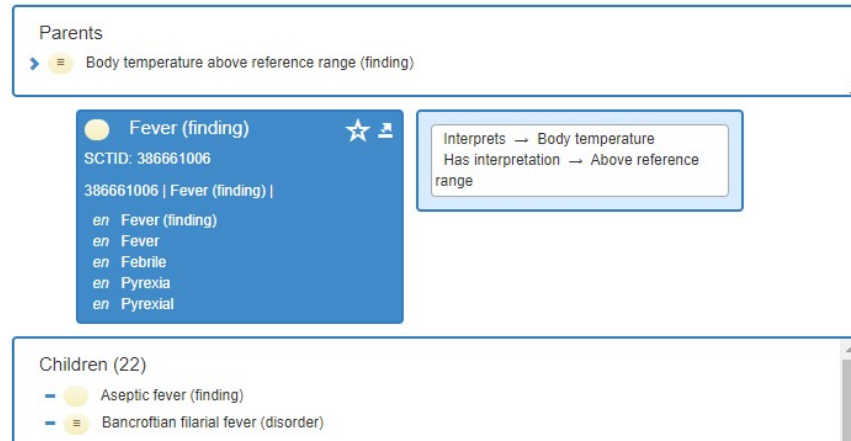 Parents
Body temperature above reference range (finding)
Fever (finding)
SCTID: 386661006
386661006 | Fever (finding) |
en Fever (finding)
en Fever
en Febrile
en Pyrexia
en Pyrexial
Interprets → Body temperature
Has interpretation → Above reference
range
Children (22)
Aseptic fever (finding)
Bancroftian filarial fever (disorder)